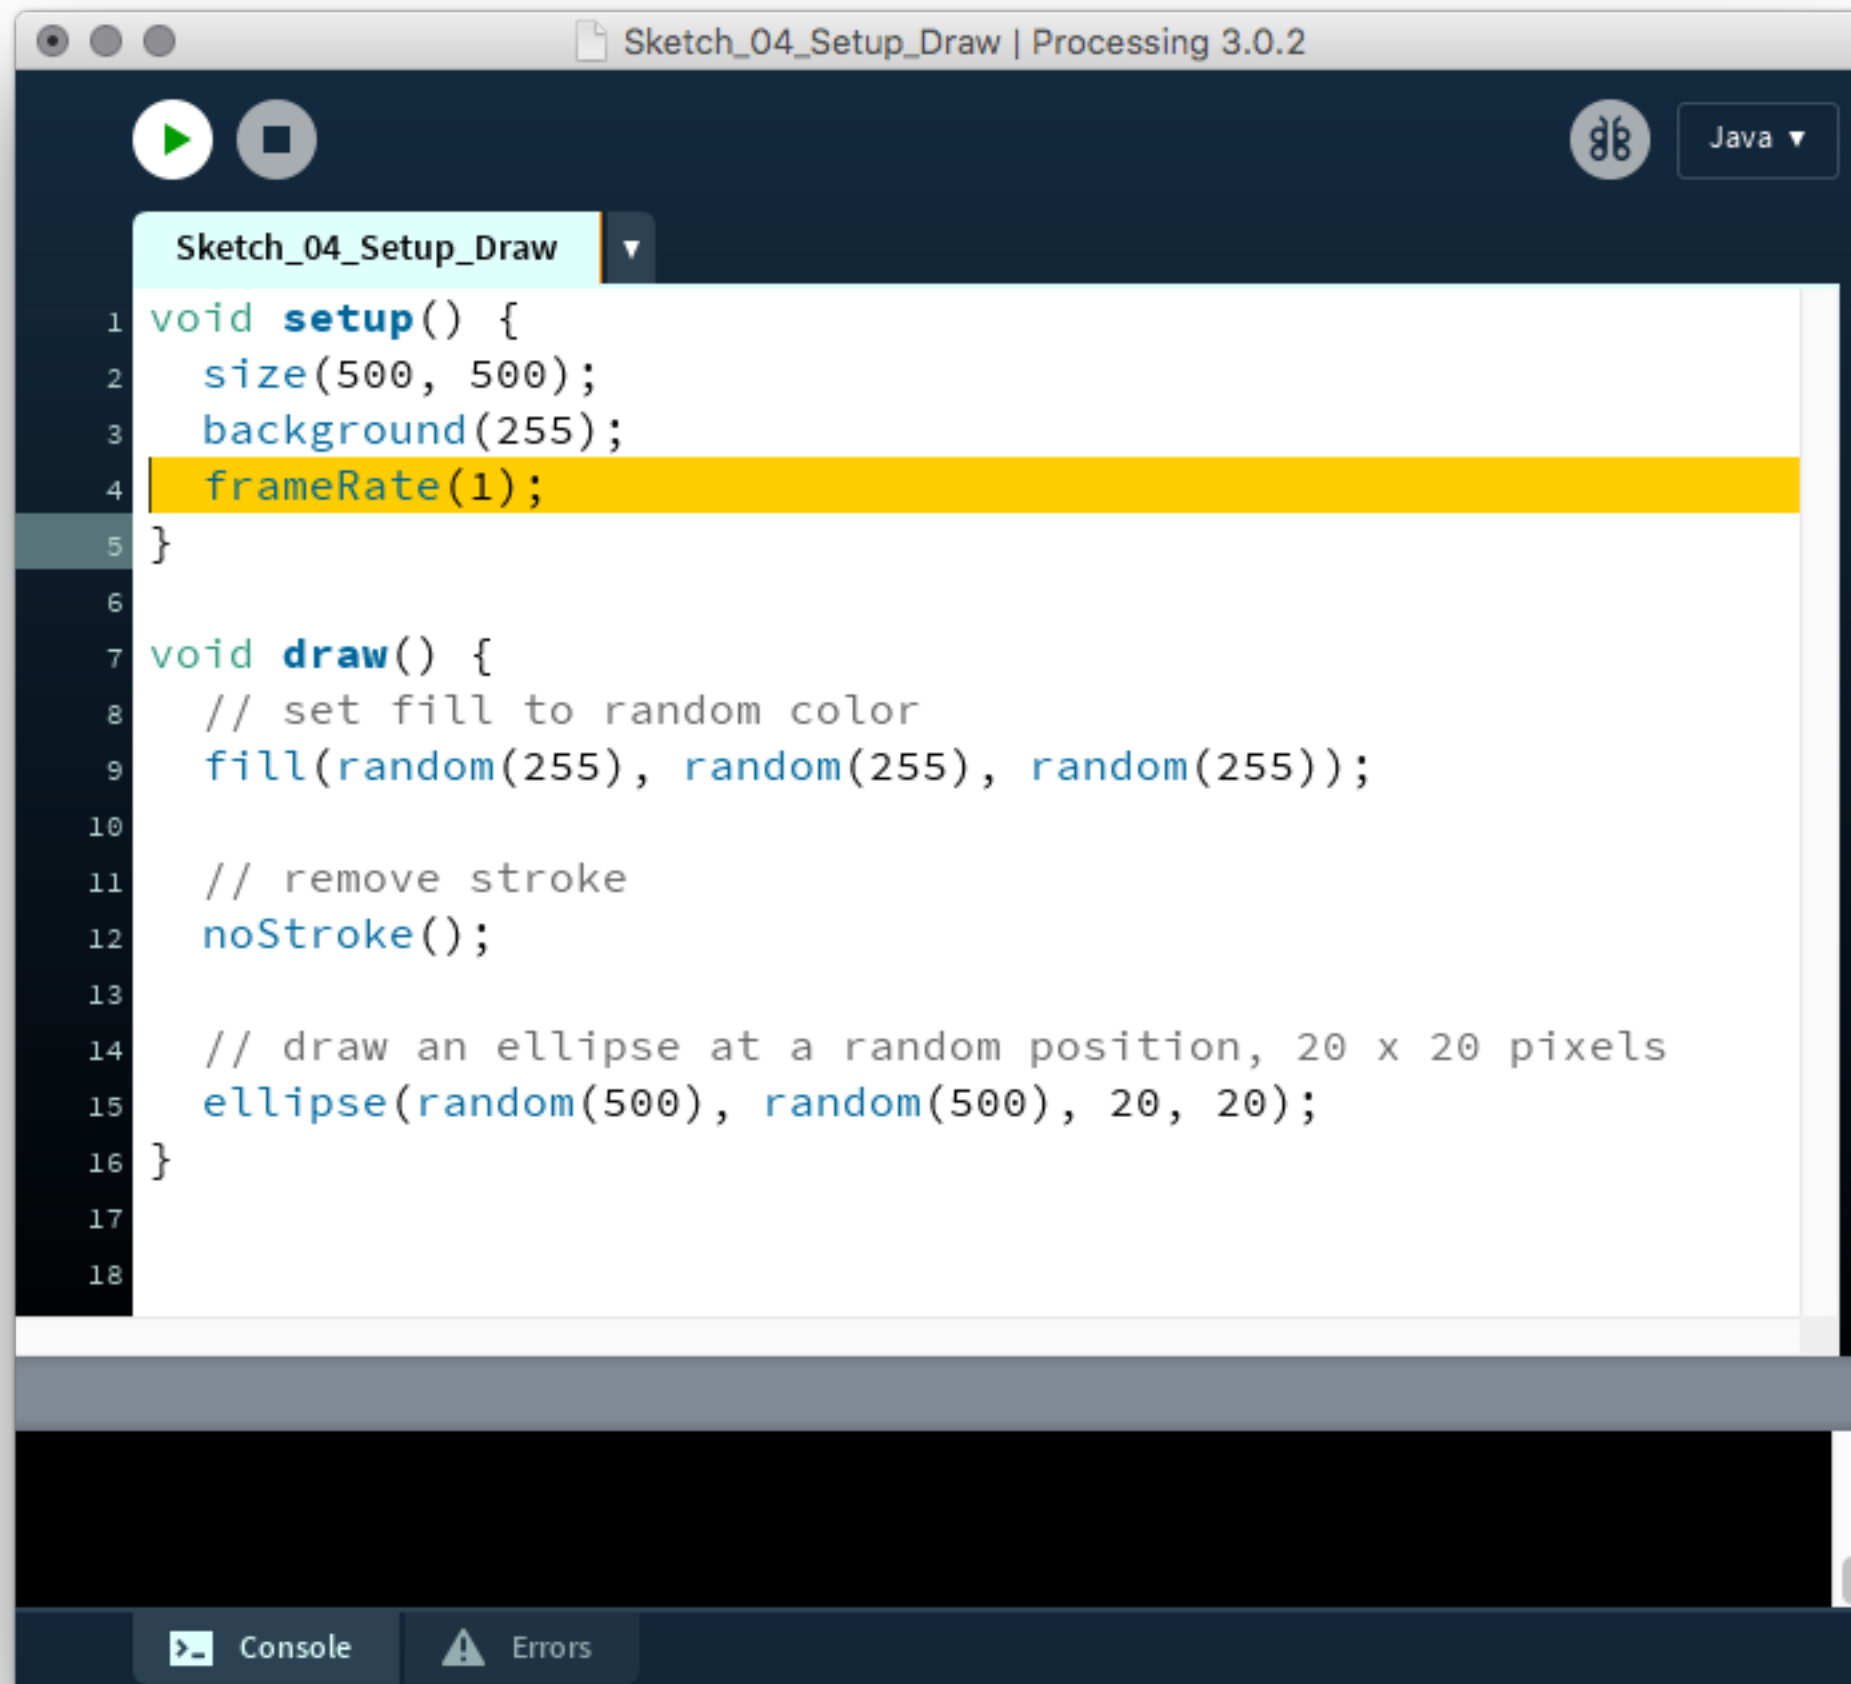 Sketch_04_Setup_Draw | Processing 3.0.2
Java ▼
Sketch_04_Setup_Draw ▼
1 void setup() {
2   size(500, 500);
3   background(255);
4   frameRate(1);
5 }
6
7 void draw() {
8   // set fill to random color
9   fill(random(255), random(255), random(255));
10
11   // remove stroke
12   noStroke();
13
14   // draw an ellipse at a random position, 20 x 20 pixels
15   ellipse(random(500), random(500), 20, 20);
16 }
17
18
Console Errors